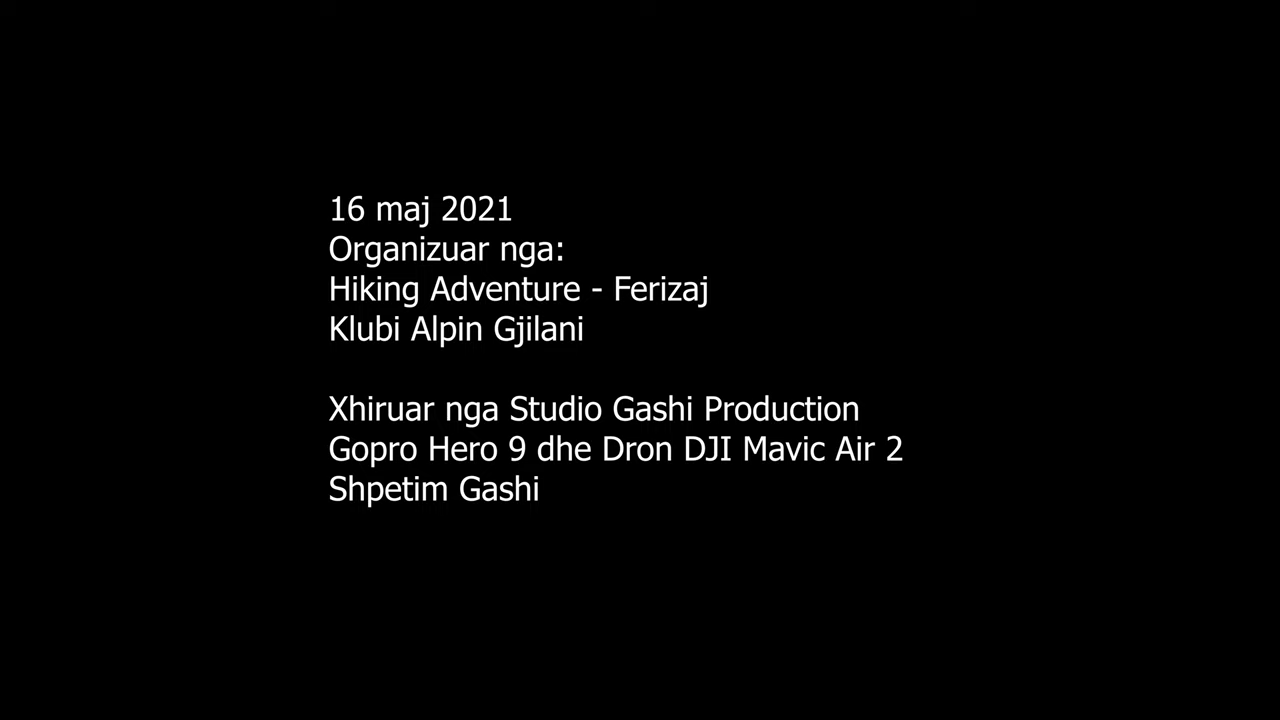 16 maj 2021
Organizuar nga:
Hiking Adventure - Ferizaj
Klubi Alpin Gjilani
Xhiruar nga Studio Gashi Production
Gopro Hero 9 dhe Dron DJI Mavic Air 2
Shpetim Gashi